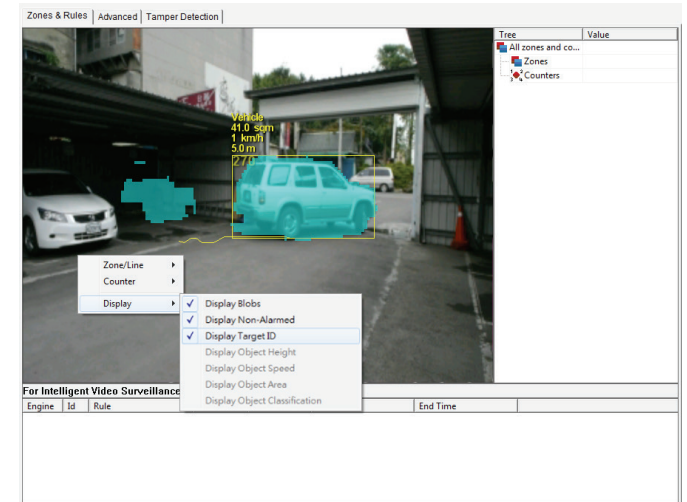 Zones & Rules Advanced Tamper Detection
Tree Value
All zones and co...
Zones
Counters
Vehicle
41.0 sqm
1 km/h
5.0 m
270
Zone/Line
Counter
Display
Display Blobs
Display Non-Alarmed
Display Target ID
Display Object Height
Display Object Speed
Display Object Area
Display Object Classification
For Intelligent Video Surveillance
Engine Id Rule End Time